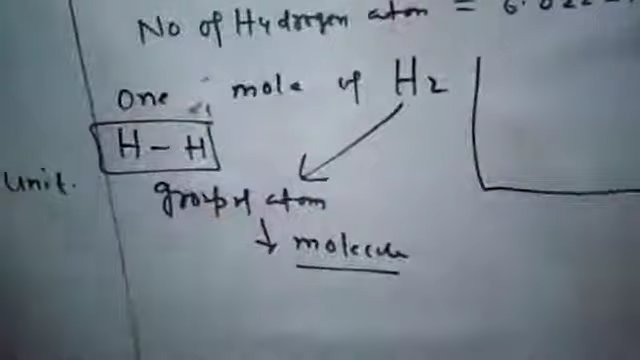 No of Hydrogen atom = 6.022
One mole of H2
H - H
Unit.
group of atom
↓ molecule